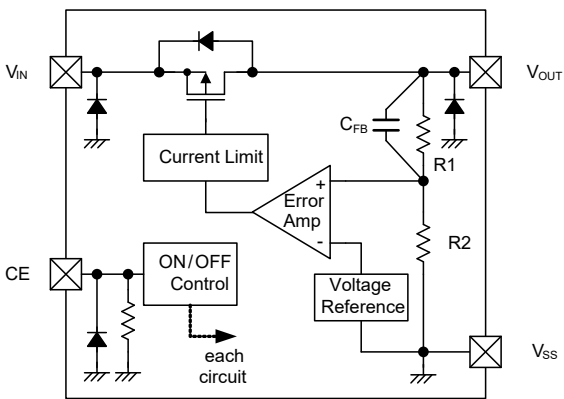 VIN
VOUT
CFB
R1
Current Limit
+
Error
Amp
-
R2
CE
ON/OFF
Control
Voltage
Reference
each
circuit
VSS